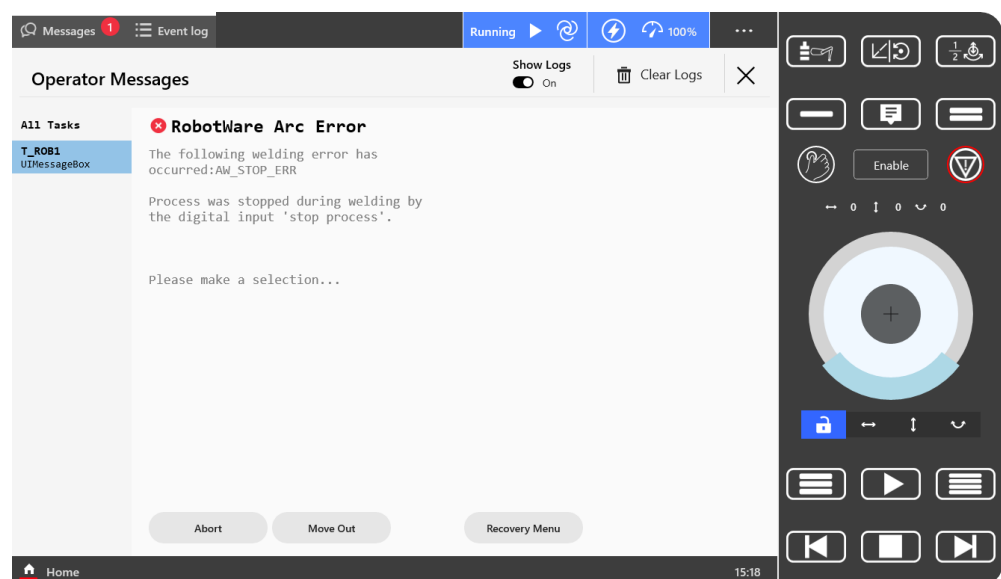 Messages 1
Event log
Running
100%
...
Operator Messages
Show Logs
On
Clear Logs
All Tasks
T_ROB1
UIMessageBox
RobotWare Arc Error
The following welding error has
occurred:AW_STOP_ERR
Process was stopped during welding by
the digital input 'stop process'.
Please make a selection...
Abort
Move Out
Recovery Menu
Home
15:18
1
2
Enable
0 0 0